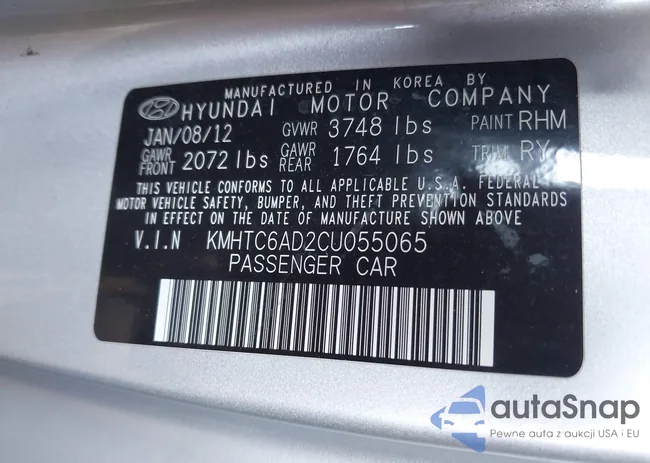 MANUFACTURED IN KOREA BY
HYUNDAI MOTOR COMPANY
JAN/08/12 GVWR 3748 lbs PAINT RHM
GAWR FRONT 2072 lbs GAWR REAR 1764 lbs TRIM RY
THIS VEHICLE CONFORMS TO ALL APPLICABLE U.S.A. FEDERAL
MOTOR VEHICLE SAFETY, BUMPER, AND THEFT PREVENTION STANDARDS
IN EFFECT ON THE DATE OF MANUFACTURE SHOWN ABOVE
V.I.N KMHTC6AD2CU055065
PASSENGER CAR
autaSnap
Pewne auta z aukcji USA i EU